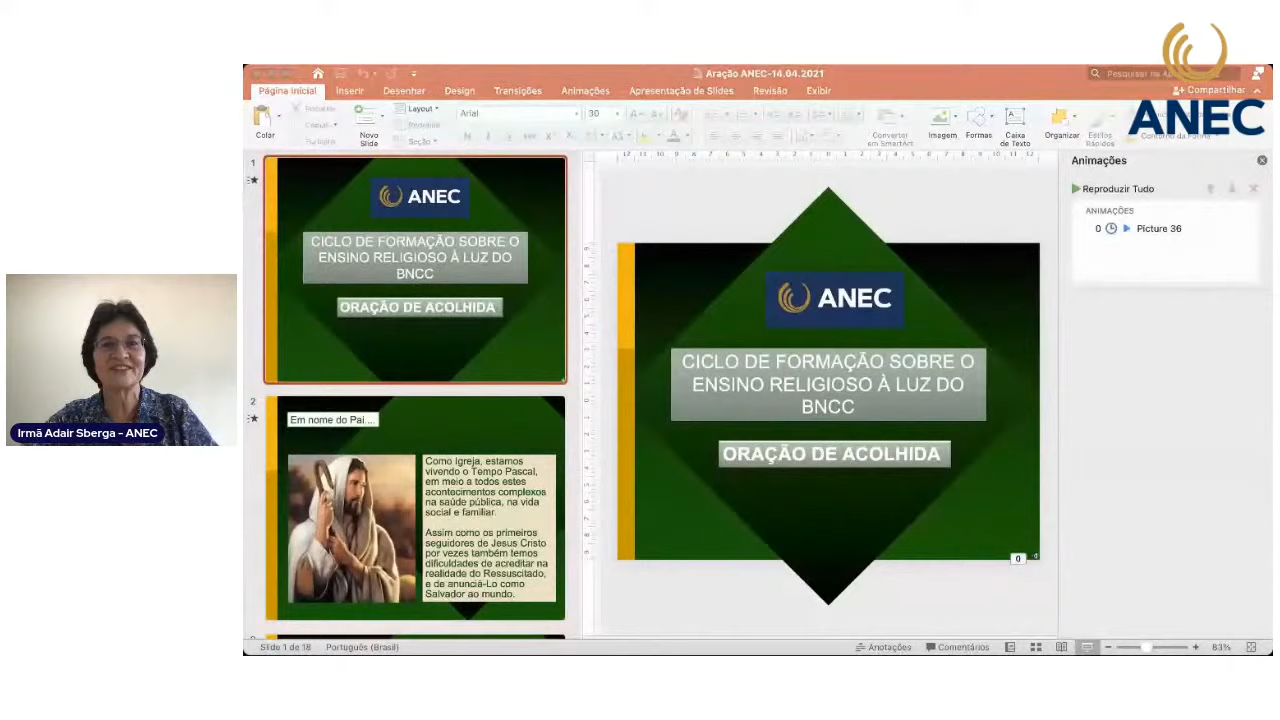 Aração ANEC-14.04.2021
Pesquisar na
Página Inicial Inserir Desenhar Design Transições Animações Apresentação de Slides Revisão Exibir
Compartilhar
ANEC
Colar
Novo
Slide
Layout
Seção
Arial
30
Converter
em SmartArt
Imagem
Formas
Caixa
de Texto
Organizar
Estilos
Rápidos
1
ANEC
CICLO DE FORMAÇÃO SOBRE O
ENSINO RELIGIOSO À LUZ DO
BNCC
ORAÇÃO DE ACOLHIDA
2
Em nome do Pai ...
Como Igreja, estamos
vivendo o Tempo Pascal,
em meio a todos estes
acontecimentos complexos
na saúde pública, na vida
social e familiar.
Assim como os primeiros
seguidores de Jesus Cristo
por vezes também temos
dificuldades de acreditar na
realidade do Ressuscitado,
e de anunciá-Lo como
Salvador ao mundo.
ANEC
CICLO DE FORMAÇÃO SOBRE O
ENSINO RELIGIOSO À LUZ DO
BNCC
ORAÇÃO DE ACOLHIDA
0
Animações
Reproduzir Tudo
ANIMAÇÕES
0 Picture 36
Irmã Adair Sberga - ANEC
Slide 1 de 18 Português (Brasil)
Anotações Comentários 83%